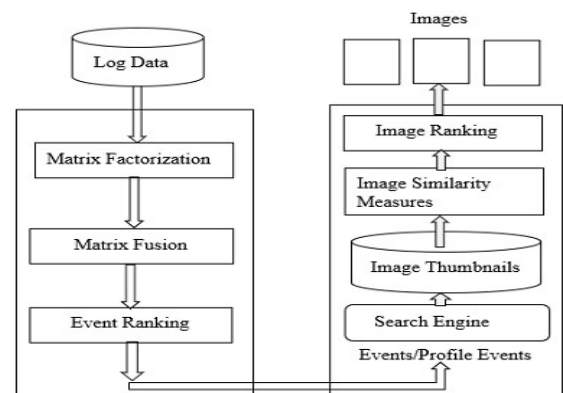 Log Data
Matrix Factorization
Matrix Fusion
Event Ranking
Images
Image Ranking
Image Similarity
Measures
Image Thumbnails
Search Engine
Events/Profile Events